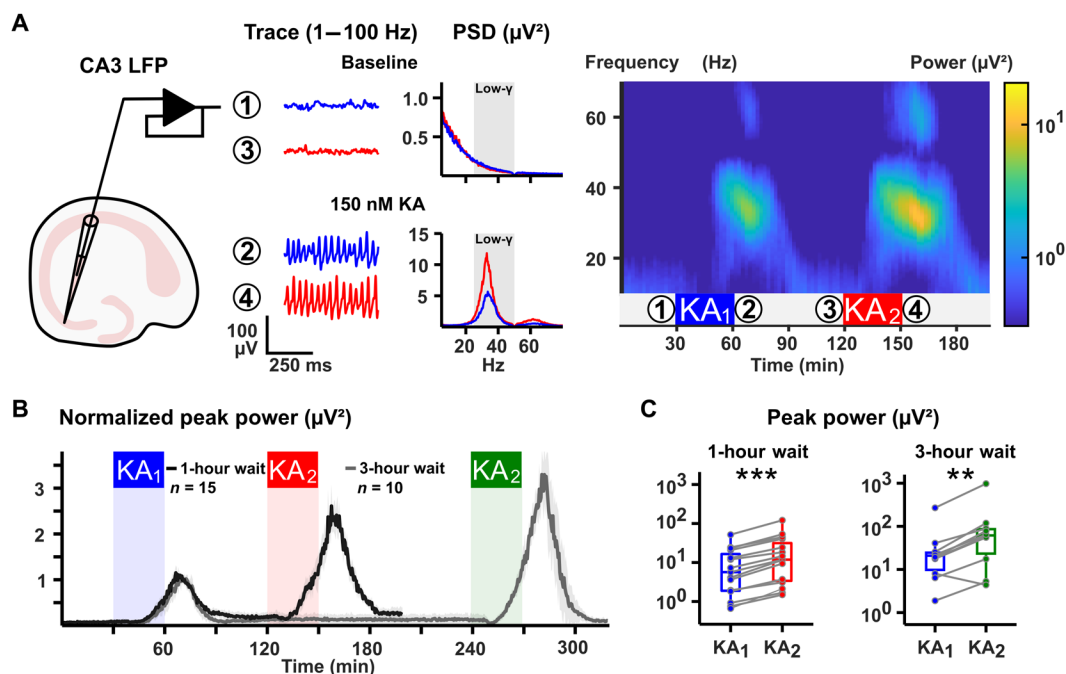 A
Trace (1–100 Hz)
PSD (µV²)
CA3 LFP
Baseline
1
3
1.0
0.5
Low-γ
150 nM KA
2
4
100
µV
250 ms
15
10
5
Low-γ
20 40 60
Hz
Frequency (Hz)
Power (µV²)
60
40
20
10¹
10⁰
1 KA₁ 2 3 KA₂ 4
30 60 90 120 150 180
Time (min)
B
Normalized peak power (µV²)
KA₁
1-hour wait
n = 15
KA₂
3-hour wait
n = 10
KA₂
3
2
1
60 120 180 240 300
Time (min)
C
Peak power (µV²)
1-hour wait
***
10³
10²
10¹
10⁰
KA₁ KA₂
3-hour wait
**
10³
10²
10¹
10⁰
KA₁ KA₂